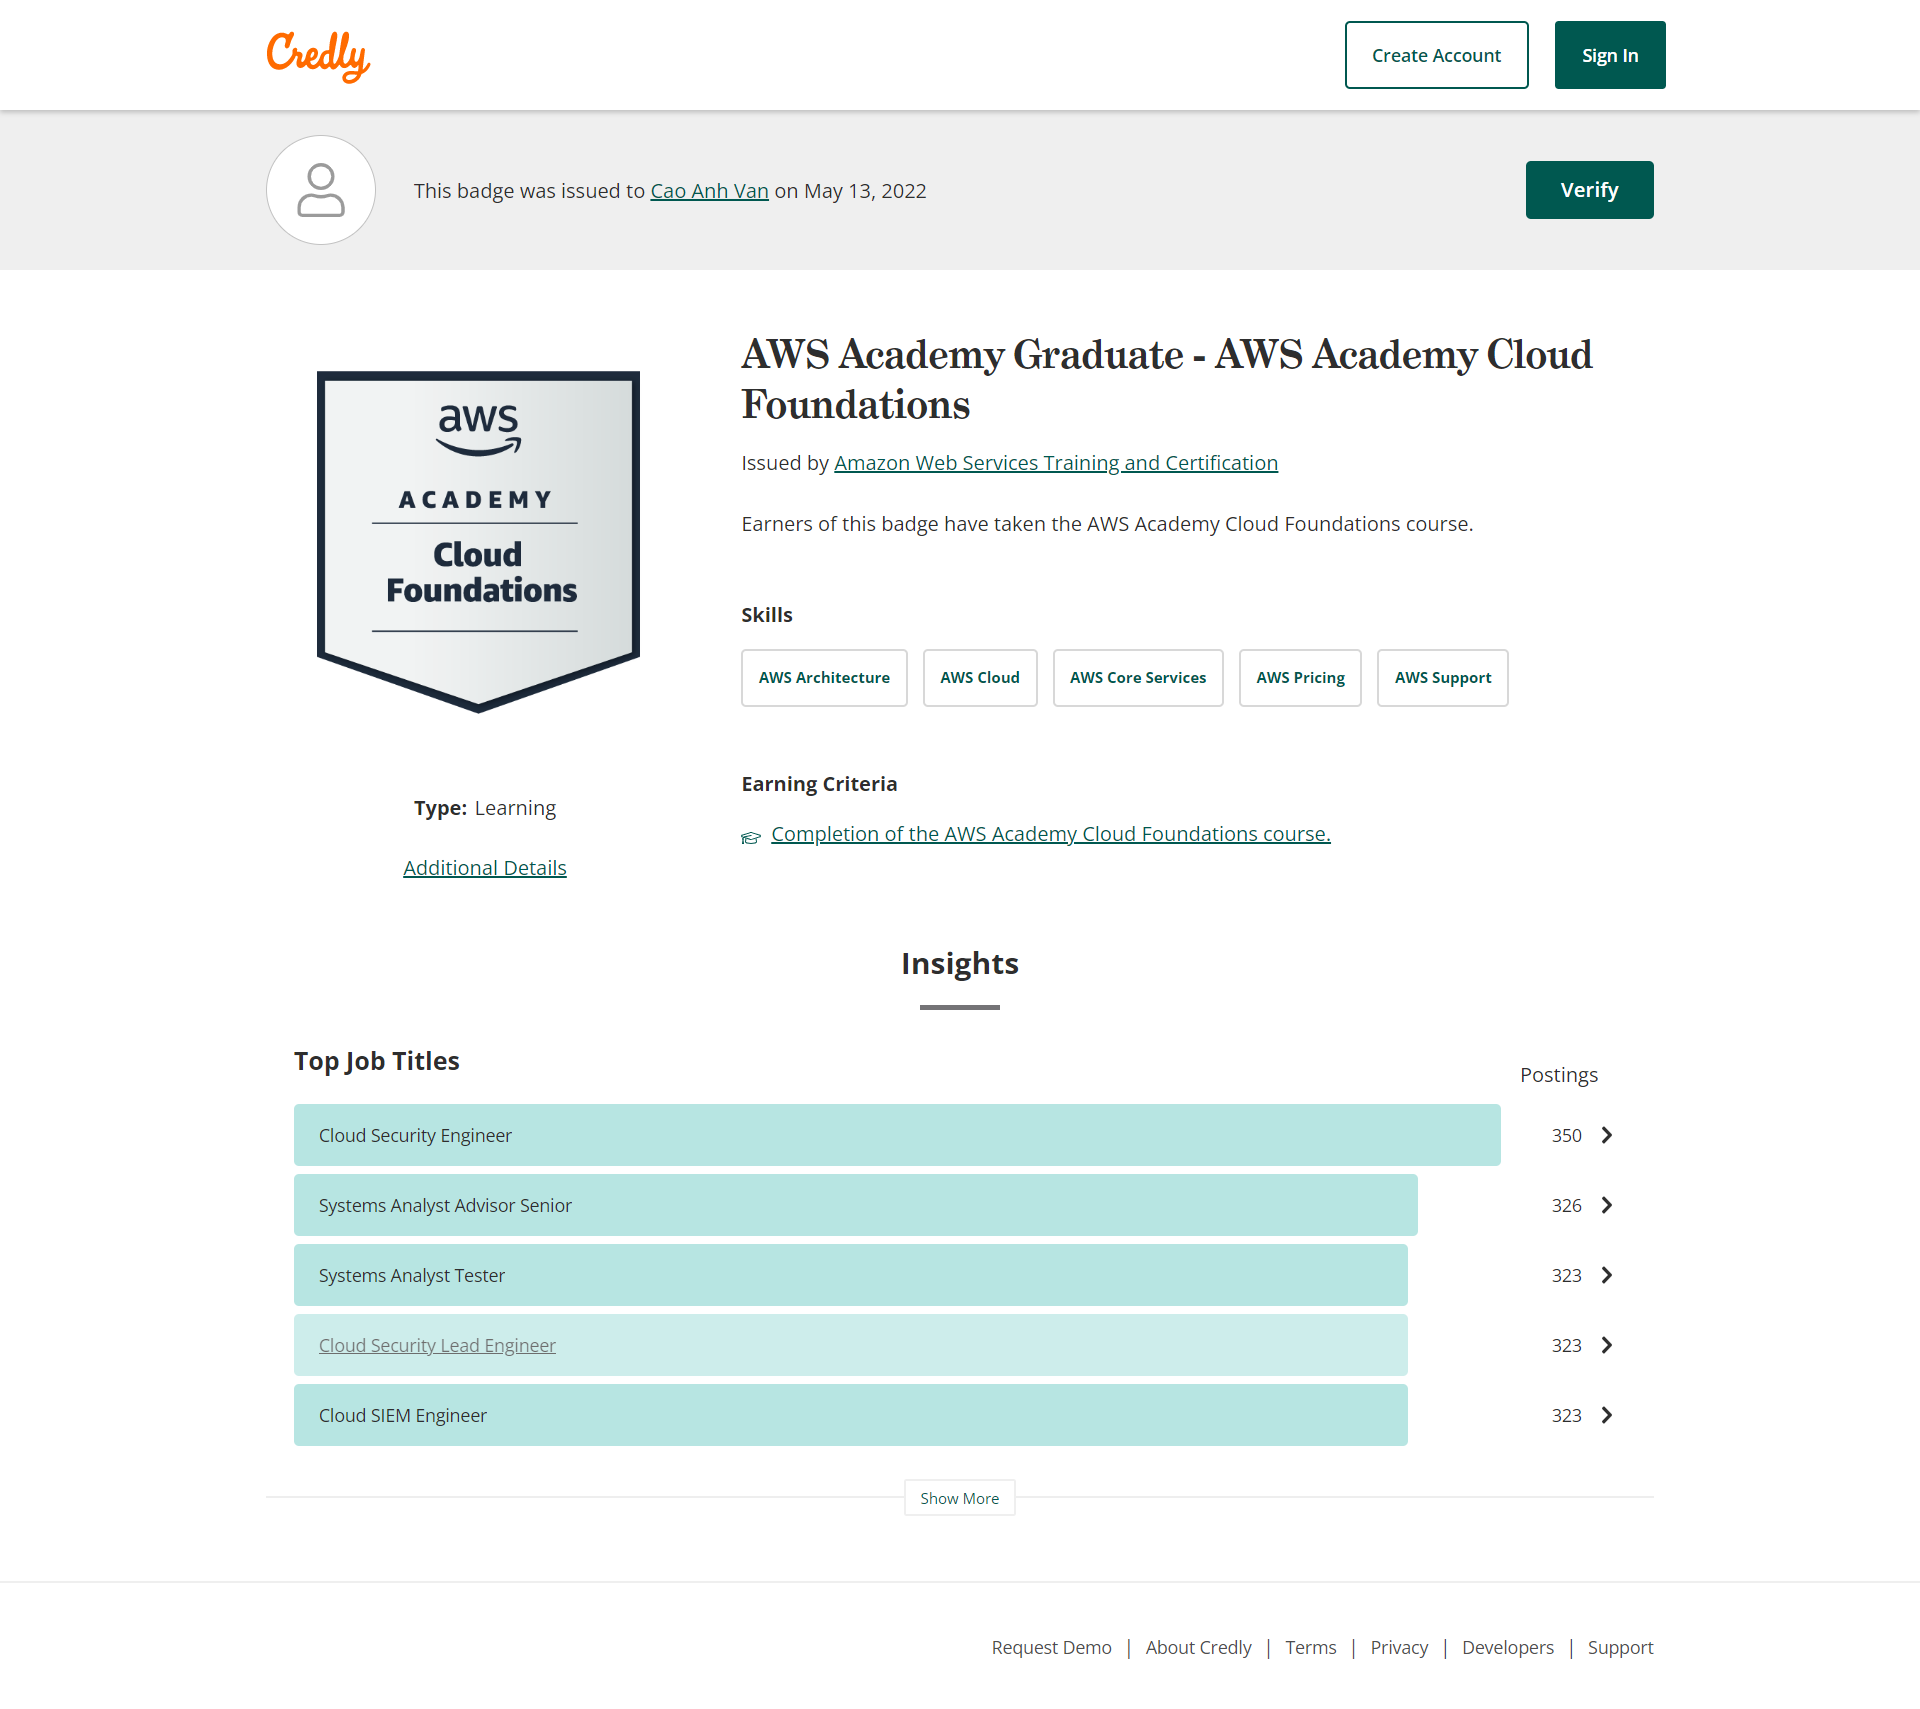 Credly
Create Account
Sign In
This badge was issued to Cao Anh Van on May 13, 2022
Verify
aws
ACADEMY
Cloud
Foundations
Type: Learning
Additional Details
AWS Academy Graduate - AWS Academy Cloud
Foundations
Issued by Amazon Web Services Training and Certification
Earners of this badge have taken the AWS Academy Cloud Foundations course.
Skills
AWS Architecture
AWS Cloud
AWS Core Services
AWS Pricing
AWS Support
Earning Criteria
Completion of the AWS Academy Cloud Foundations course.
Insights
Top Job Titles
Postings
Cloud Security Engineer 350
Systems Analyst Advisor Senior 326
Systems Analyst Tester 323
Cloud Security Lead Engineer 323
Cloud SIEM Engineer 323
Show More
Request Demo | About Credly | Terms | Privacy | Developers | Support